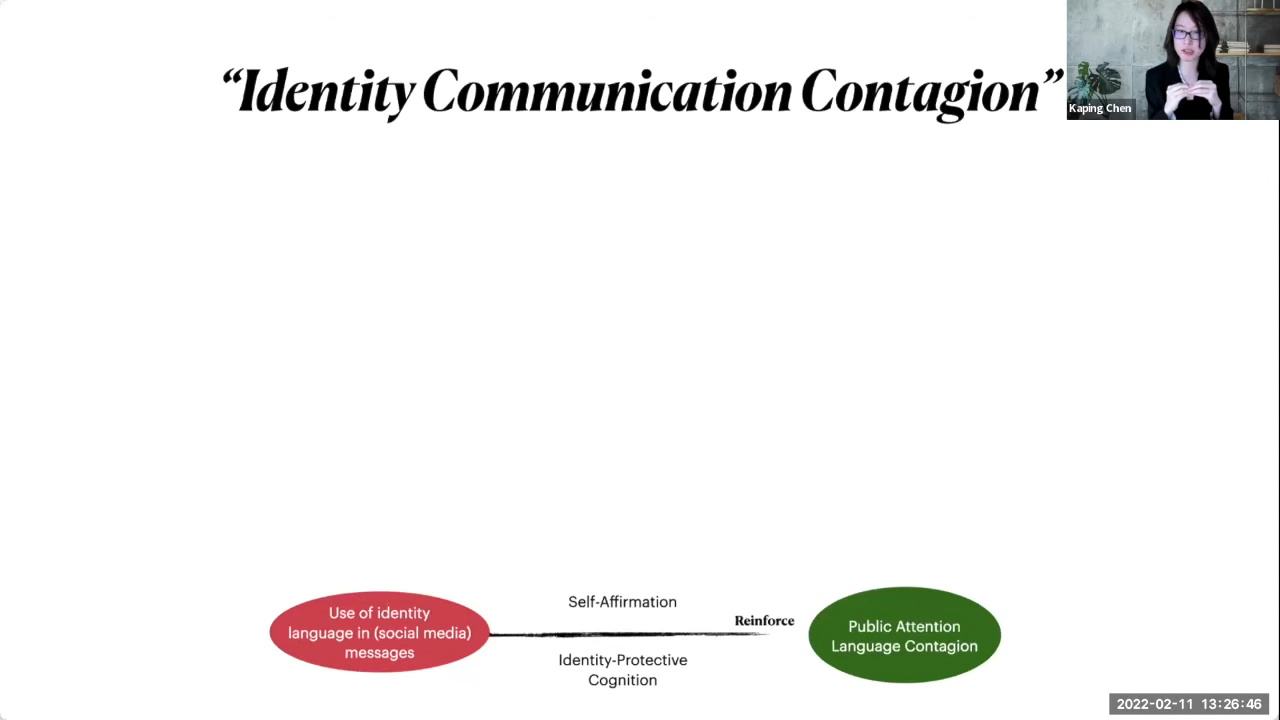 “Identity Communication Contagion”
Kaping Chen
Use of identity
language in (social media)
messages
Self-Affirmation
Reinforce
Identity-Protective
Cognition
Public Attention
Language Contagion
2022-02-11 13:26:46